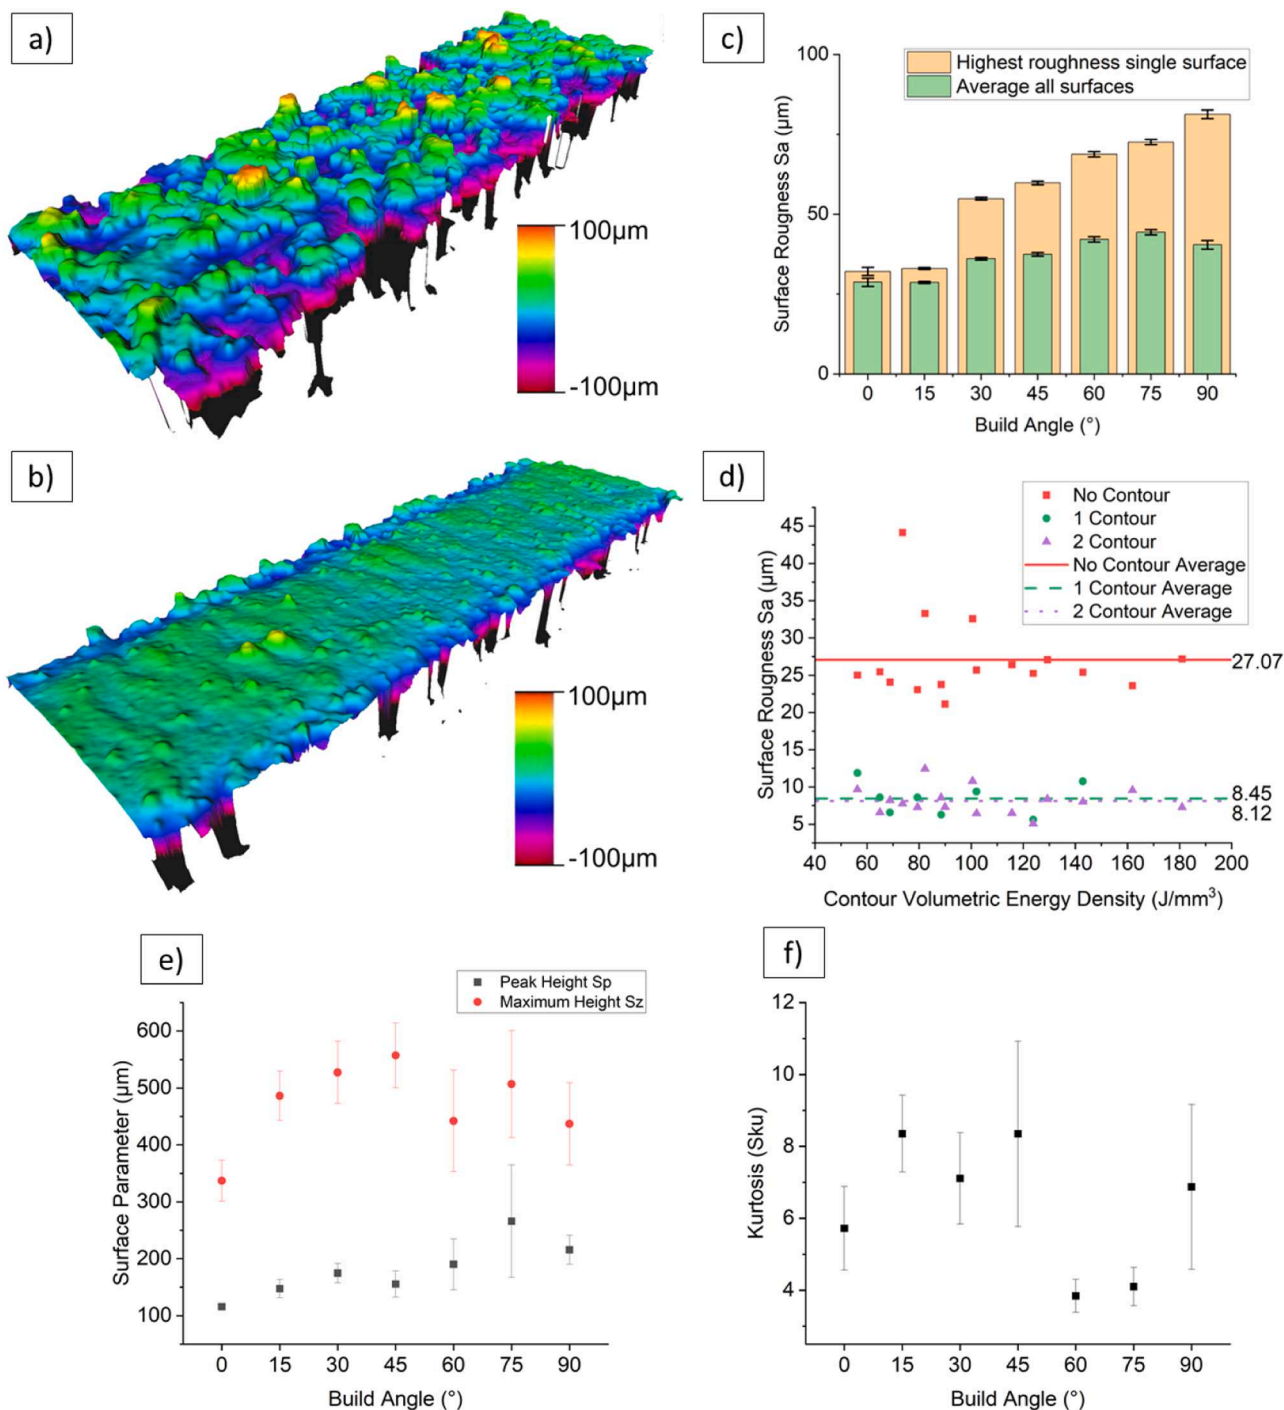 a)
100µm
-100µm
b)
100µm
-100µm
c)
Highest roughness single surface
Average all surfaces
Surface Rougness Sa (µm)
100
50
0
0 15 30 45 60 75 90
Build Angle (°)
d)
No Contour
1 Contour
2 Contour
No Contour Average
1 Contour Average
2 Contour Average
Surface Rougness Sa (µm)
45
40
35
30
25
20
15
10
5
27.07
8.45
8.12
40 60 80 100 120 140 160 180 200
Contour Volumetric Energy Density (J/mm³)
e)
Peak Height Sp
Maximum Height Sz
Surface Parameter (µm)
600
500
400
300
200
100
0 15 30 45 60 75 90
Build Angle (°)
f)
Kurtosis (Sku)
12
10
8
6
4
0 15 30 45 60 75 90
Build Angle (°)